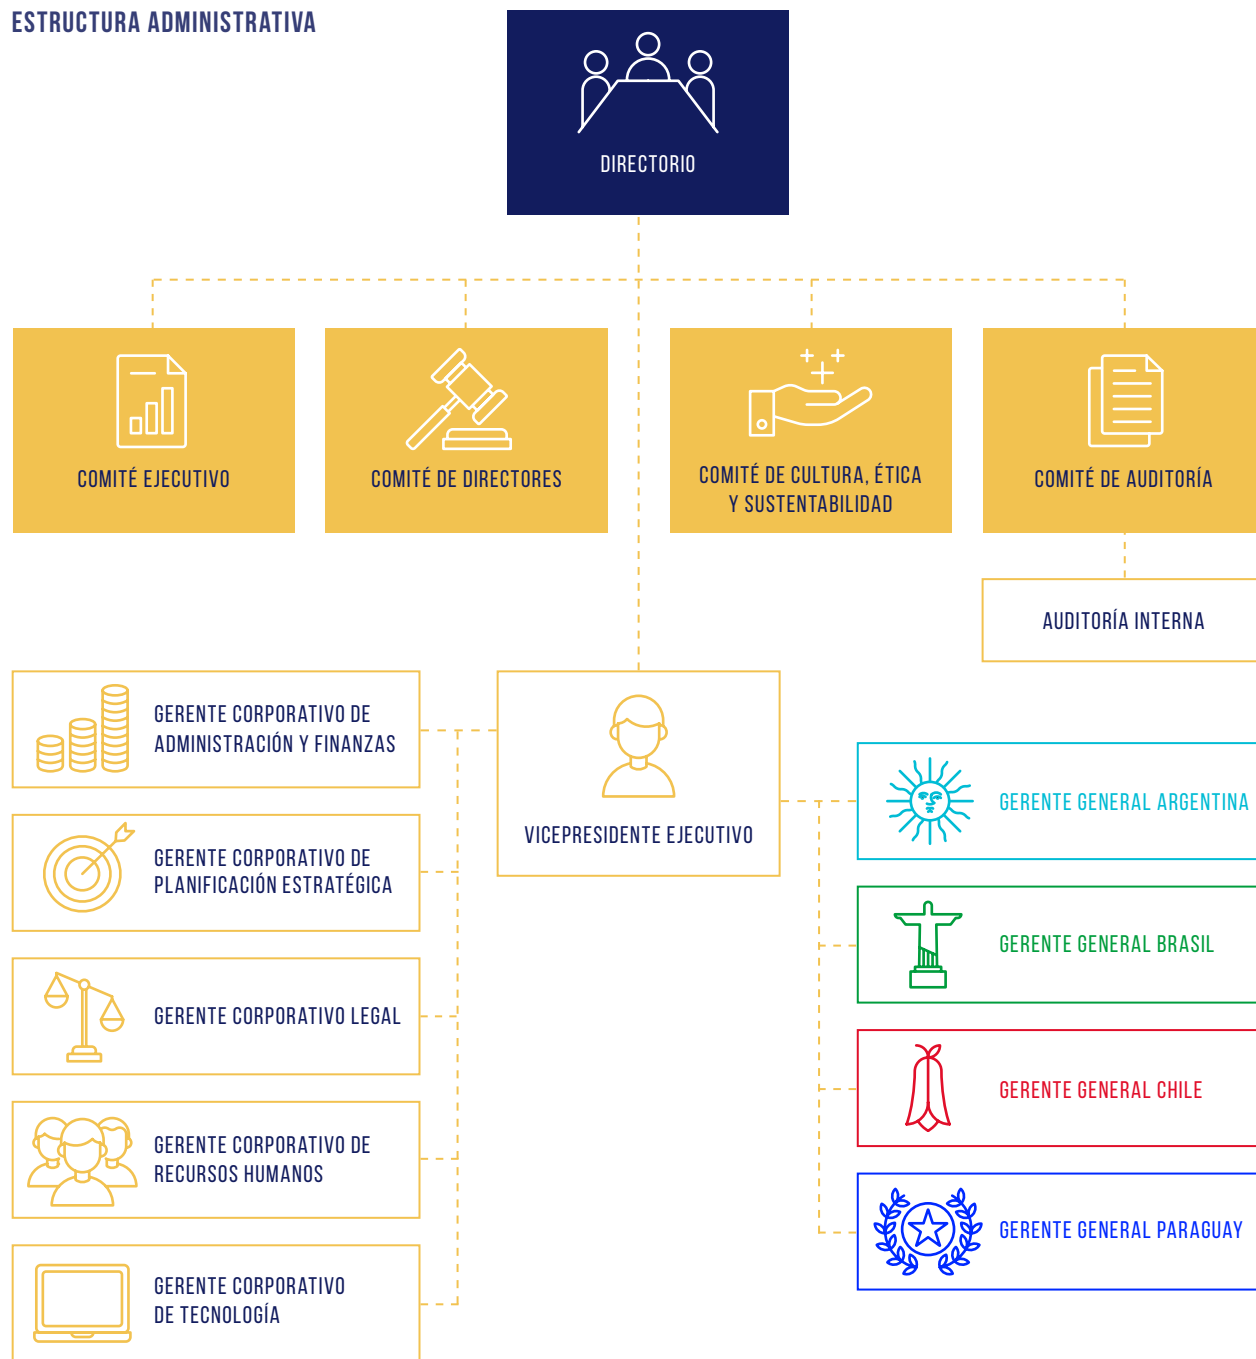 ESTRUCTURA ADMINISTRATIVA
DIRECTORIO
COMITÉ EJECUTIVO
COMITÉ DE DIRECTORES
COMITÉ DE CULTURA, ÉTICA
Y SUSTENTABILIDAD
COMITÉ DE AUDITORÍA
AUDITORÍA INTERNA
VICEPRESIDENTE EJECUTIVO
GERENTE CORPORATIVO DE
ADMINISTRACIÓN Y FINANZAS
GERENTE CORPORATIVO DE
PLANIFICACIÓN ESTRATÉGICA
GERENTE CORPORATIVO LEGAL
GERENTE CORPORATIVO DE
RECURSOS HUMANOS
GERENTE CORPORATIVO
DE TECNOLOGÍA
GERENTE GENERAL ARGENTINA
GERENTE GENERAL BRASIL
GERENTE GENERAL CHILE
GERENTE GENERAL PARAGUAY